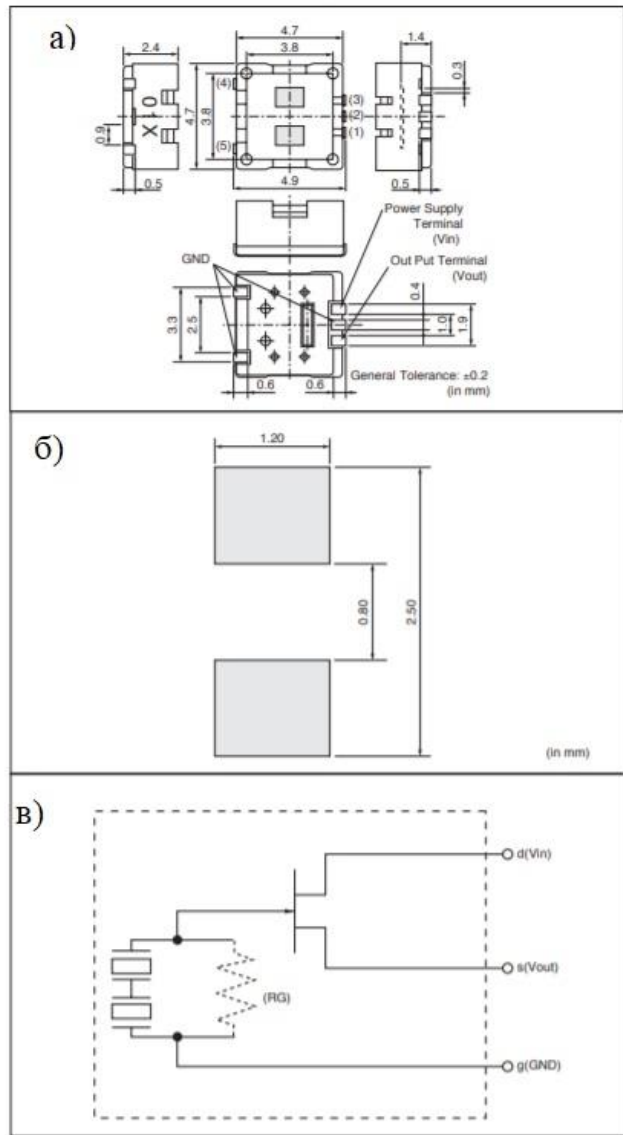 а)
4.7
3.8
2.4
1.4
0.3
(4)
(3)
(2)
(1)
(5)
01X
0.9
4.7
3.8
0.5
4.9
0.5
Power Supply
Terminal
(Vin)
GND
Out Put Terminal
(Vout)
0.4
3.3
2.5
1.0
1.9
0.6
0.6
General Tolerance: ±0.2
(in mm)
б)
1.20
0.80
2.50
(in mm)
в)
d(Vin)
(RG)
s(Vout)
g(GND)